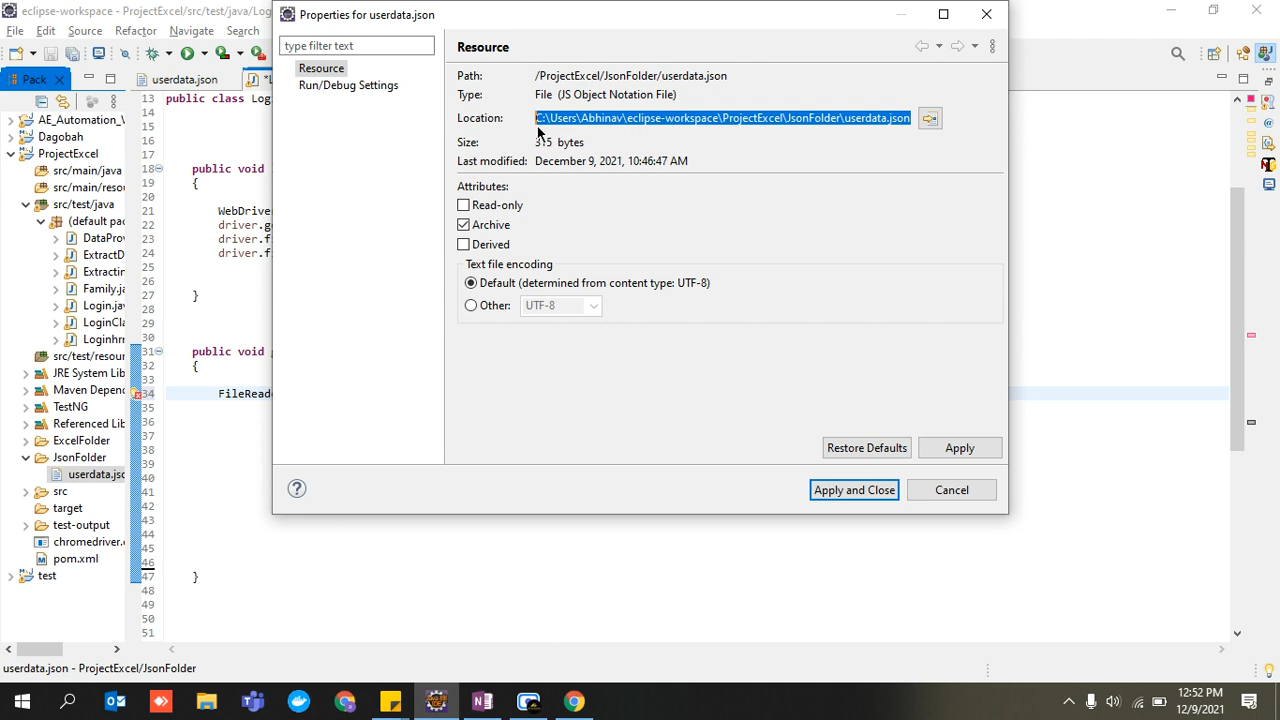 eclipse-workspace - ProjectExcel/src/test/java/Lo
Properties for userdata.json
File Edit Source Refactor Navigate Search
type filter text
Resource
Run/Debug Settings
Resource
Path: /ProjectExcel/JsonFolder/userdata.json
Type: File (JS Object Notation File)
Location: C:\Users\Abhinav\eclipse-workspace\ProjectExcel\JsonFolder\userdata.json
Size: 315 bytes
Last modified: December 9, 2021, 10:46:47 AM
Attributes:
Read-only
Archive
Derived
Text file encoding
Default (determined from content type: UTF-8)
Other: UTF-8
Restore Defaults Apply
Apply and Close Cancel
Pack
userdata.json
AE_Automation_V
Dagobah
ProjectExcel
src/main/java
src/main/resou
src/test/java
(default pac
DataProv
ExtractD
Extractin
Family.ja
Login.jav
LoginCla
Loginhrn
src/test/resour
JRE System Lib
Maven Depend
TestNG
Referenced Lib
ExcelFolder
JsonFolder
userdata.jsc
src
target
test-output
chromedriver.e
pom.xml
test
13 public class Log
14
15
16
17
18 public void
19 {
20
21 WebDrive
22 driver.g
23 driver.f
24 driver.f
25
26
27 }
28
29
30
31 public void
32 {
33
34 FileReade
35
36
37
38
39
40
41
42
43
44
45
46
47 }
48
49
50
51
userdata.json - ProjectExcel/JsonFolder
12:52 PM
12/9/2021